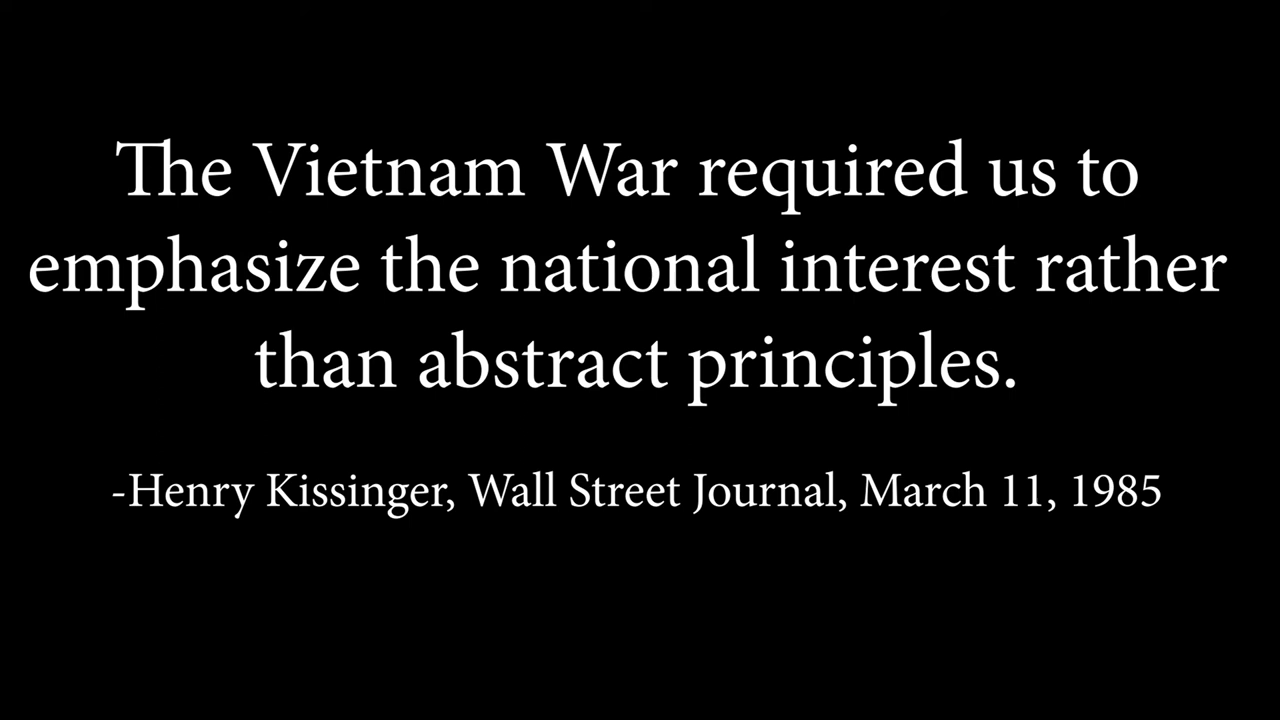 The Vietnam War required us to
emphasize the national interest rather
than abstract principles.
-Henry Kissinger, Wall Street Journal, March 11, 1985